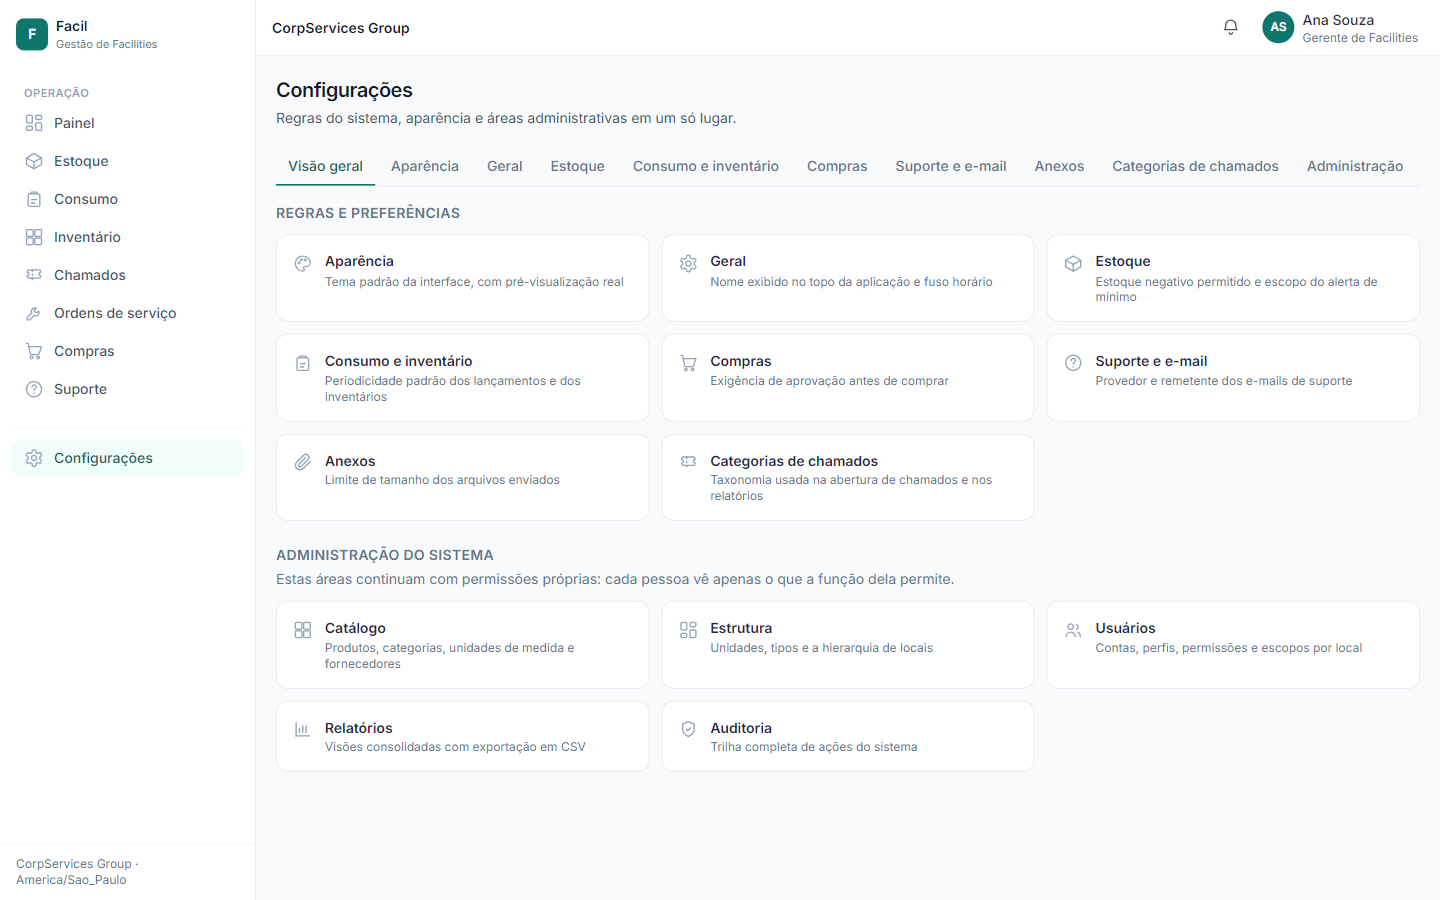 F
Facil
Gestão de Facilities
CorpServices Group
AS
Ana Souza
Gerente de Facilities
OPERAÇÃO
Painel
Estoque
Consumo
Inventário
Chamados
Ordens de serviço
Compras
Suporte
Configurações
CorpServices Group ·
America/Sao_Paulo
Configurações
Regras do sistema, aparência e áreas administrativas em um só lugar.
Visão geral
Aparência
Geral
Estoque
Consumo e inventário
Compras
Suporte e e-mail
Anexos
Categorias de chamados
Administração
REGRAS E PREFERÊNCIAS
Aparência
Tema padrão da interface, com pré-visualização real
Geral
Nome exibido no topo da aplicação e fuso horário
Estoque
Estoque negativo permitido e escopo do alerta de
mínimo
Consumo e inventário
Periodicidade padrão dos lançamentos e dos
inventários
Compras
Exigência de aprovação antes de comprar
Suporte e e-mail
Provedor e remetente dos e-mails de suporte
Anexos
Limite de tamanho dos arquivos enviados
Categorias de chamados
Taxonomia usada na abertura de chamados e nos
relatórios
ADMINISTRAÇÃO DO SISTEMA
Estas áreas continuam com permissões próprias: cada pessoa vê apenas o que a função dela permite.
Catálogo
Produtos, categorias, unidades de medida e
fornecedores
Estrutura
Unidades, tipos e a hierarquia de locais
Usuários
Contas, perfis, permissões e escopos por local
Relatórios
Visões consolidadas com exportação em CSV
Auditoria
Trilha completa de ações do sistema